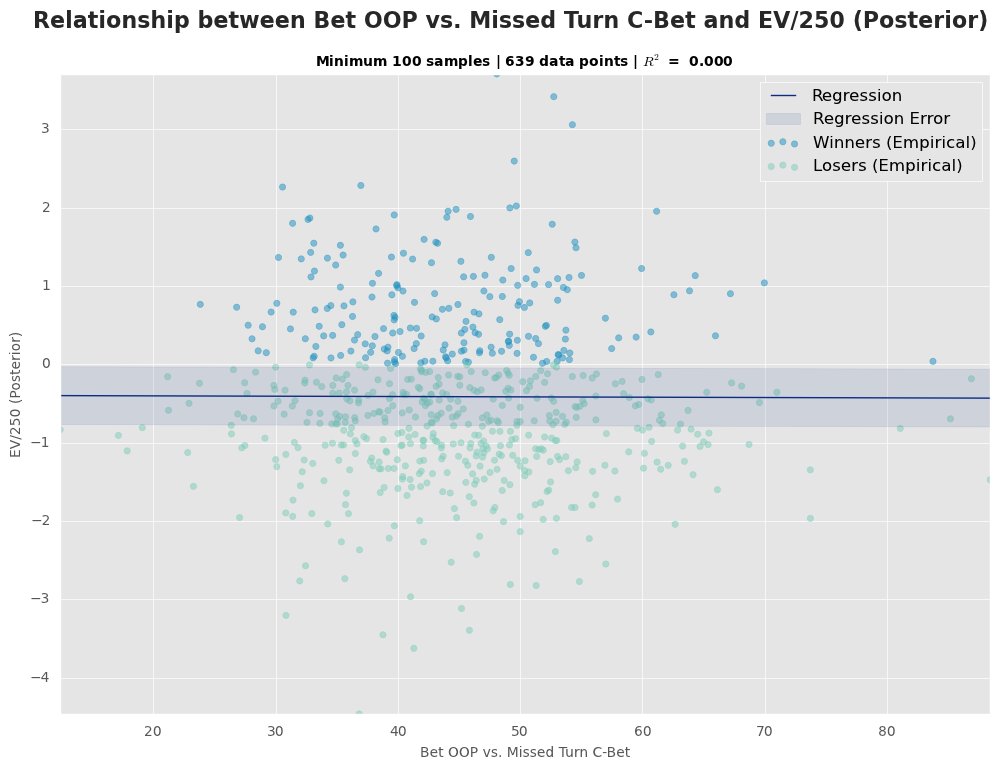 Relationship between Bet OOP vs. Missed Turn C-Bet and EV/250 (Posterior)
Minimum 100 samples | 639 data points | R² = 0.000
Regression
Regression Error
Winners (Empirical)
Losers (Empirical)
EV/250 (Posterior)
3
2
1
0
−1
−2
−3
−4
20 30 40 50 60 70 80
Bet OOP vs. Missed Turn C-Bet